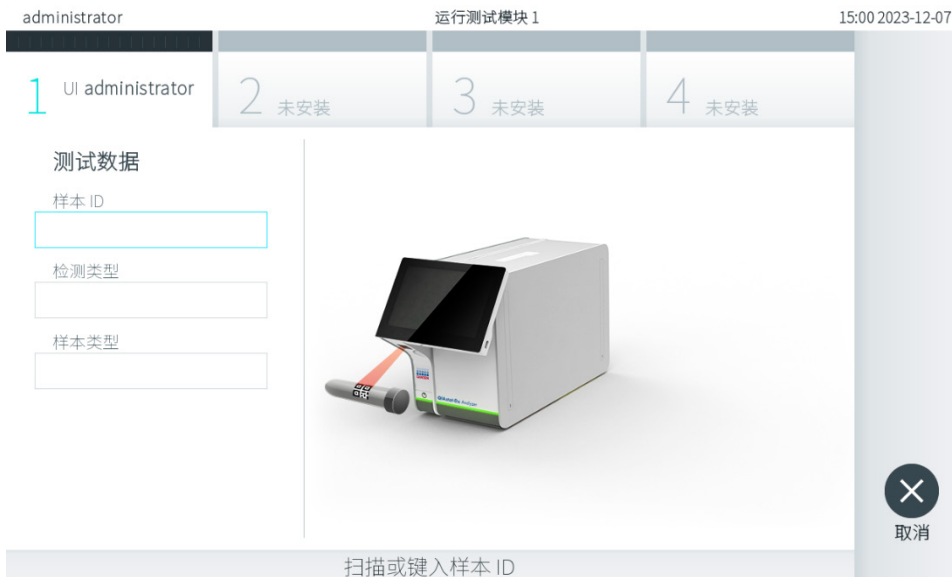 administrator
运行测试模块 1
15:00 2023-12-07
1 UI administrator
2 未安装
3 未安装
4 未安装
测试数据
样本 ID
检测类型
样本类型
取消
扫描或键入样本 ID